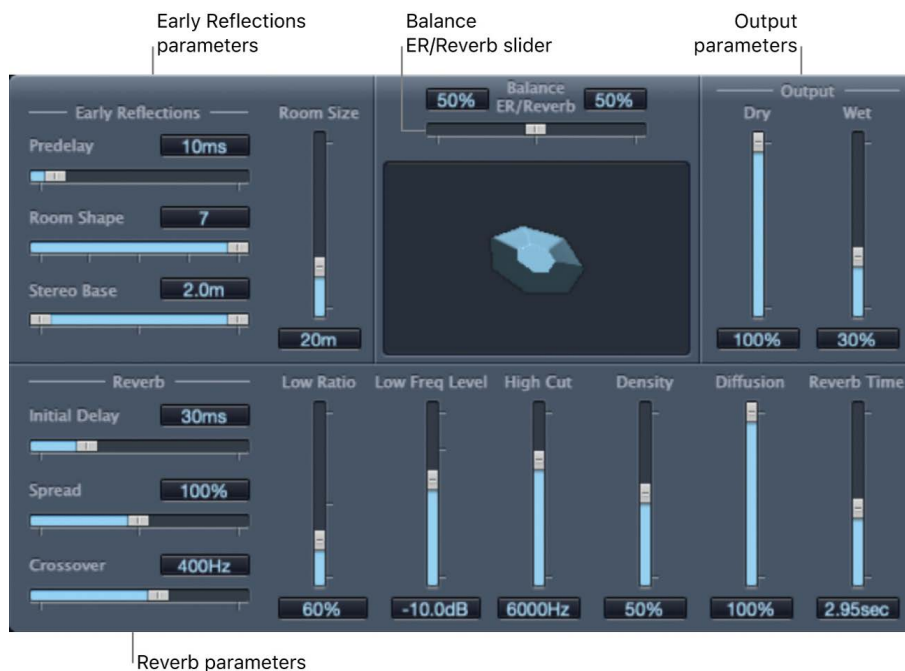 Early Reflections
parameters
Balance
ER/Reverb slider
Output
parameters
Early Reflections
Predelay
10ms
Room Shape
7
Stereo Base
2.0m
Room Size
20m
50%
Balance
ER/Reverb
50%
Output
Dry
Wet
100%
30%
Reverb
Initial Delay
30ms
Spread
100%
Crossover
400Hz
Low Ratio
60%
Low Freq Level
-10.0dB
High Cut
6000Hz
Density
50%
Diffusion
100%
Reverb Time
2.95sec
Reverb parameters